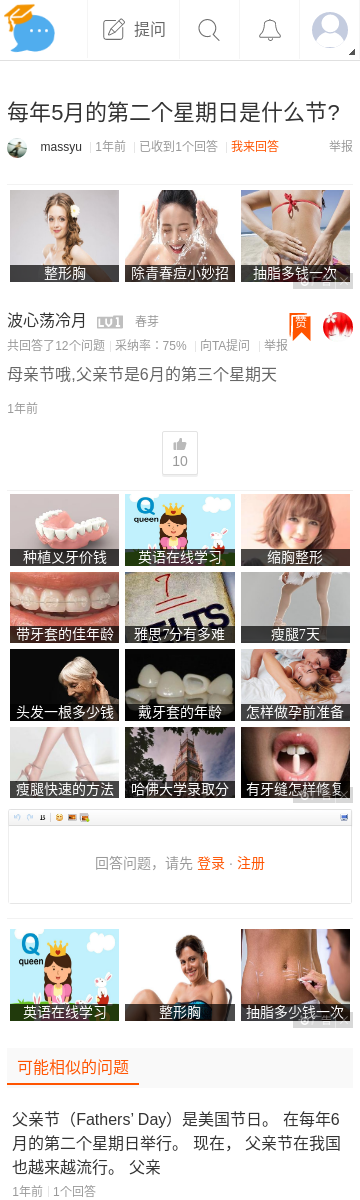 提问
每年5月的第二个星期日是什么节?
massyu 1年前 已收到1个回答 我来回答 举报
整形胸 除青春痘小妙招 抽脂多钱一次
波心荡冷月 LV1 春芽 赞
共回答了12个问题 采纳率：75% 向TA提问 举报
母亲节哦,父亲节是6月的第三个星期天
1年前
10
Q
queen
种植义牙价钱 英语在线学习 缩胸整形
7
带牙套的佳年龄 雅思7分有多难 瘦腿7天
头发一根多少钱 戴牙套的年龄 怎样做孕前准备
瘦腿快速的方法 哈佛大学录取分 有牙缝怎样修复
回答问题，请先 登录 · 注册
Q
queen
英语在线学习 整形胸 抽脂多少钱一次
广告
可能相似的问题
父亲节（Fathers’ Day）是美国节日。 在每年6
月的第二个星期日举行。 现在， 父亲节在我国
也越来越流行。 父亲
1年前 1个回答